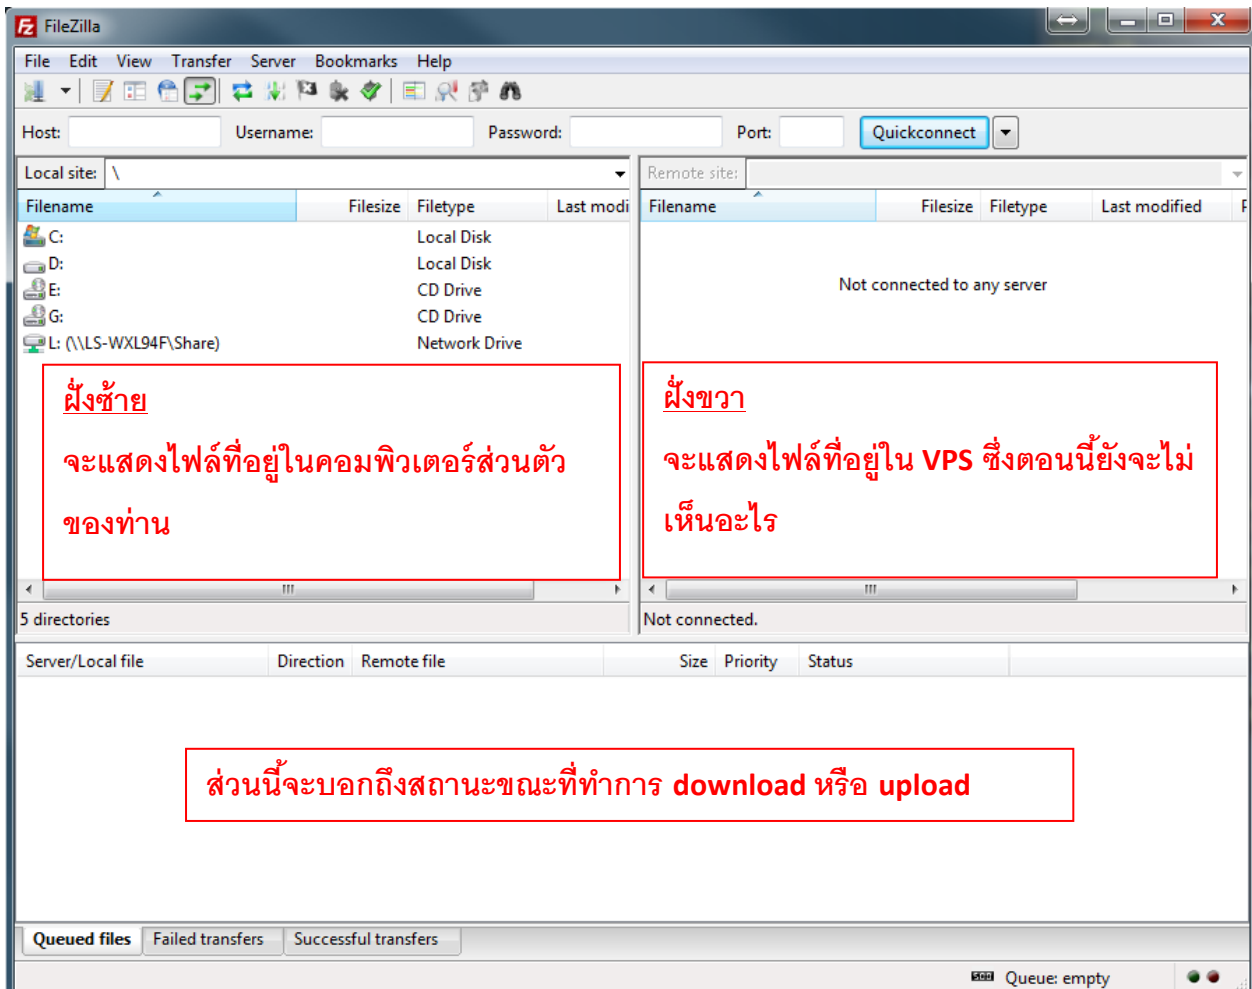 FileZilla
File Edit View Transfer Server Bookmarks Help
Host: Username: Password: Port: Quickconnect
Local site: \
Filename Filesize Filetype Last modi
C: Local Disk
D: Local Disk
E: CD Drive
G: CD Drive
L: (\\LS-WXL94F\Share) Network Drive
ฝั่งซ้าย
จะแสดงไฟล์ที่อยู่ในคอมพิวเตอร์ส่วนตัว
ของท่าน
5 directories
Remote site:
Filename Filesize Filetype Last modified
Not connected to any server
ฝั่งขวา
จะแสดงไฟล์ที่อยู่ใน VPS ซึ่งตอนนี้ยังจะไม่
เห็นอะไร
Not connected.
Server/Local file Direction Remote file Size Priority Status
ส่วนนี้จะบอกถึงสถานะขณะที่ทำการ download หรือ upload
Queued files Failed transfers Successful transfers
Queue: empty